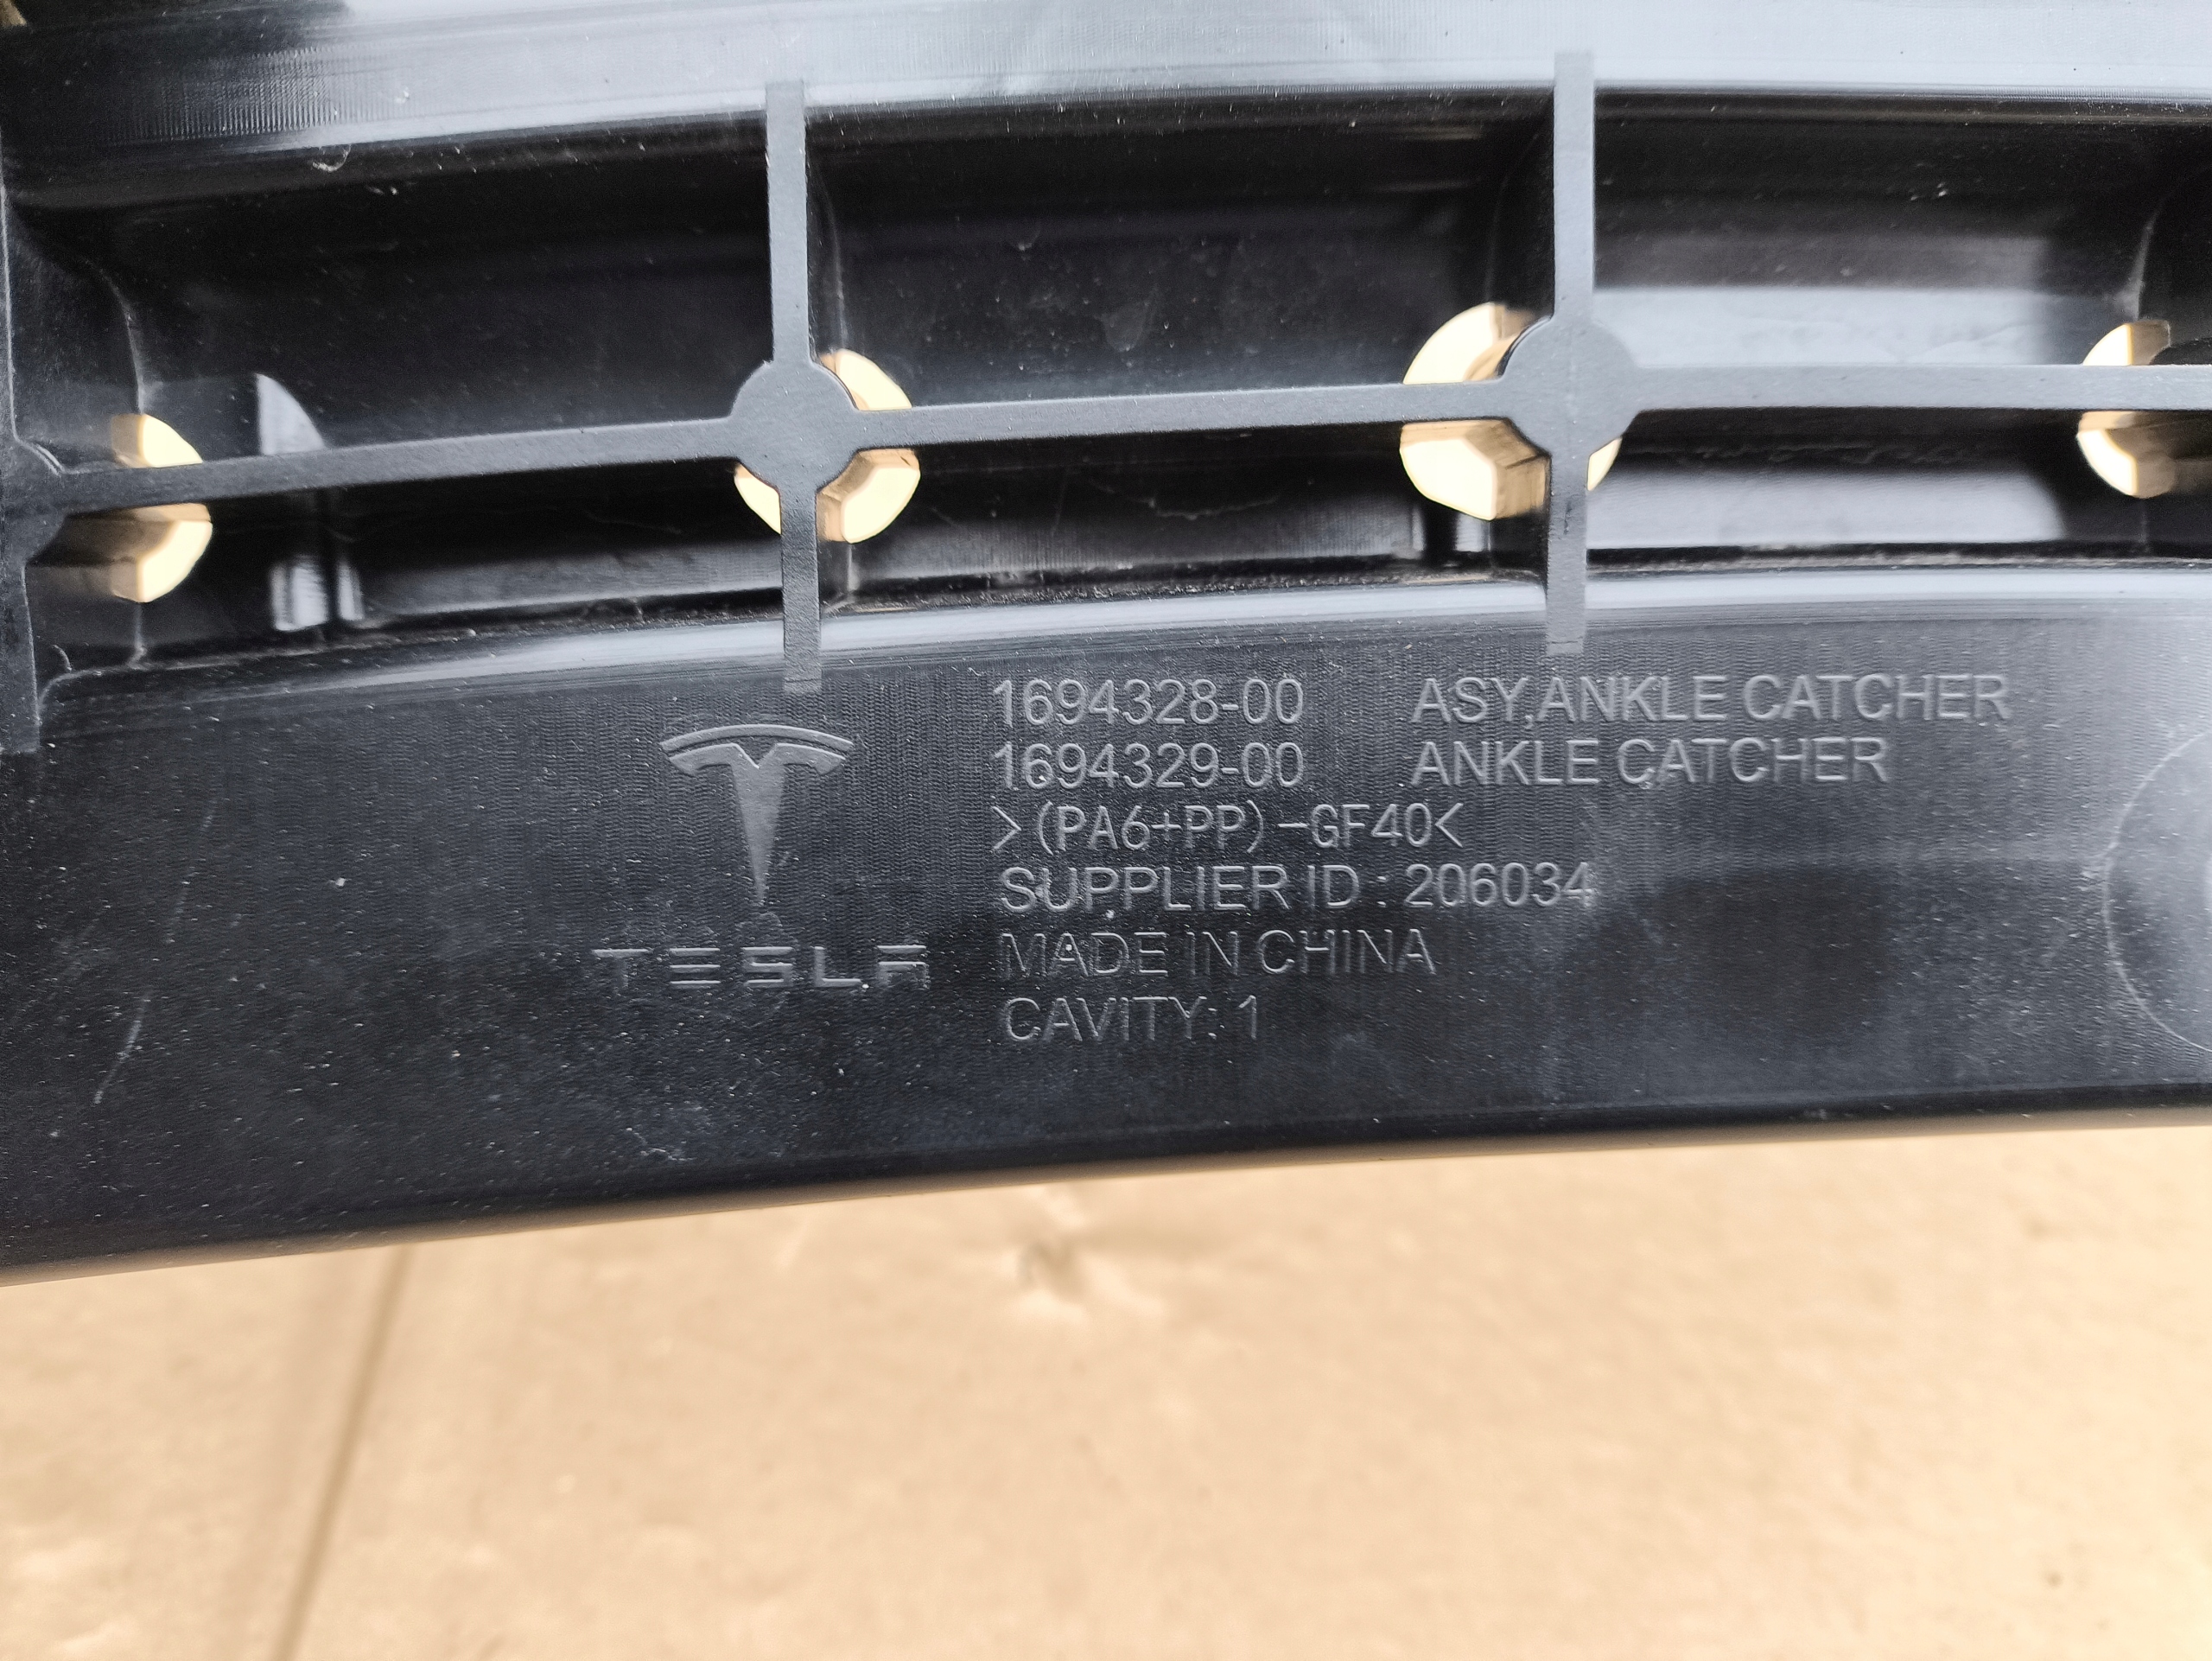 1694328-00 ASY,ANKLE CATCHER
1694329-00 ANKLE CATCHER
>(PA6+PP)-GF40<
SUPPLIER ID : 206034
TESLA MADE IN CHINA
CAVITY: 1